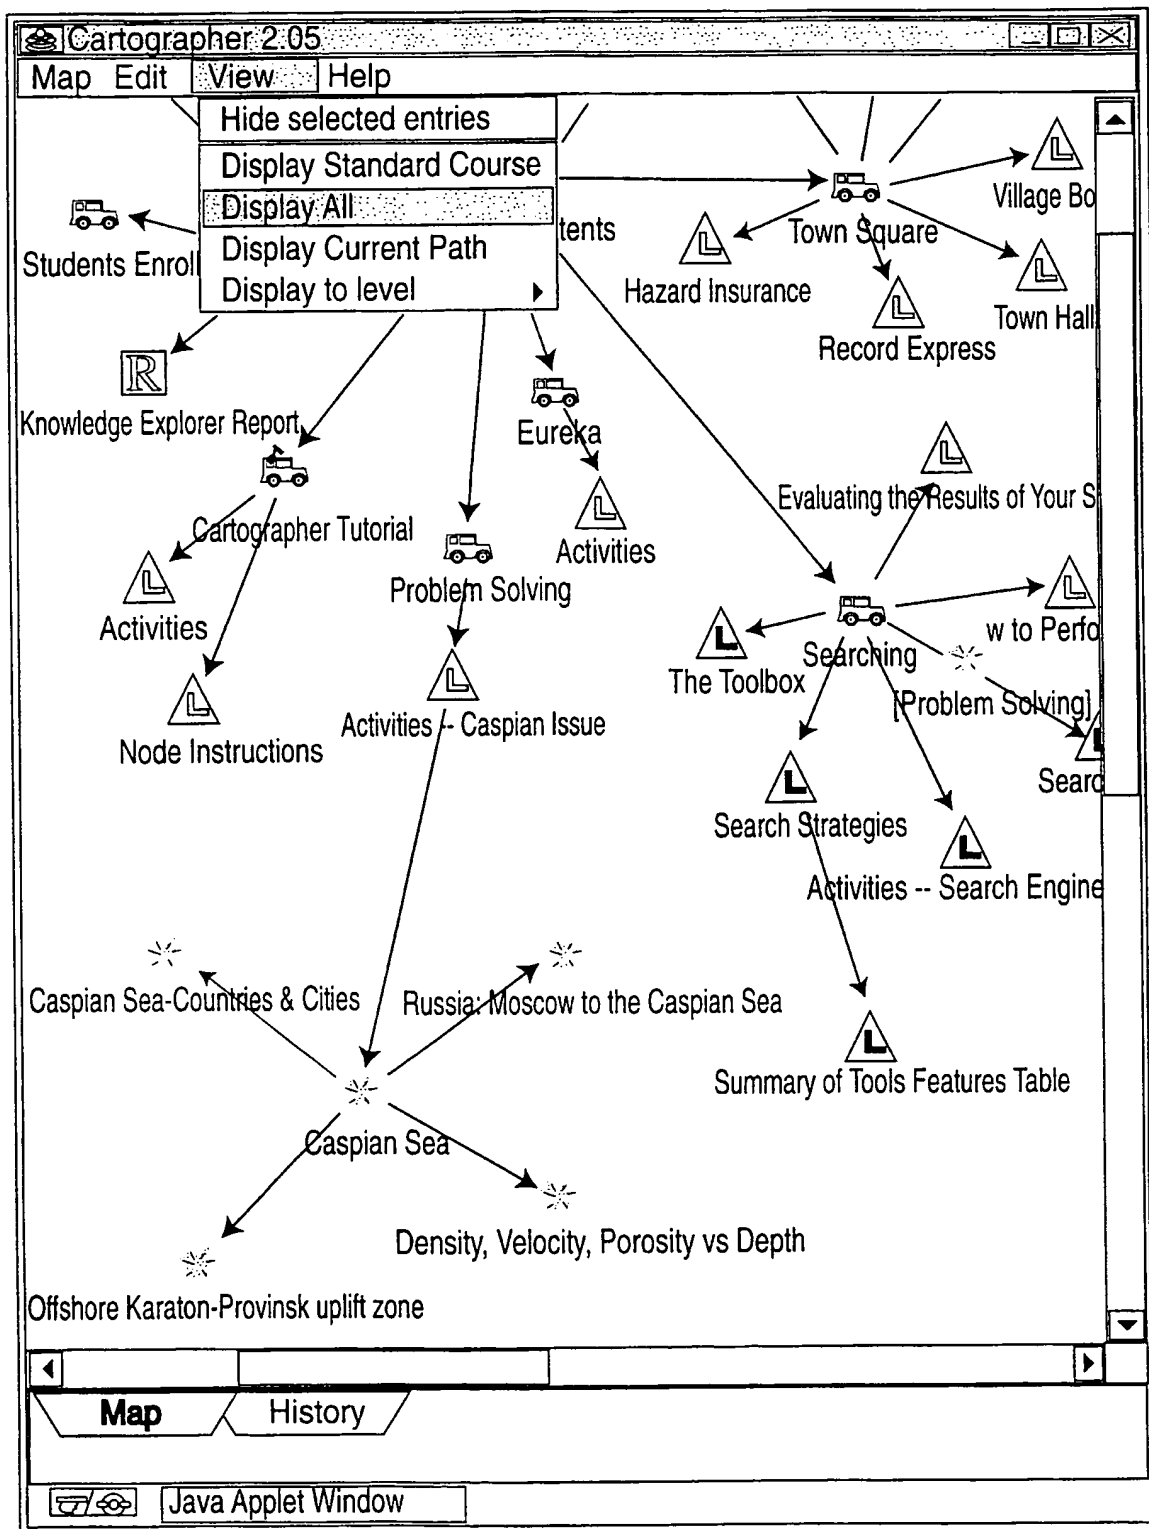 Cartographer 2.05
Map Edit View Help
Hide selected entries
Display Standard Course
Display All
Display Current Path
Display to level
tents
Village Bo
Town Square
Students Enroll
Hazard Insurance
Town Hall
Record Express
R
Knowledge Explorer Report
Eureka
Evaluating the Results of Your S
Cartographer Tutorial
Activities
Problem Solving
Activities
w to Perfo
Searching
The Toolbox
[Problem Solving]
Activities -- Caspian Issue
Node Instructions
Searc
Search Strategies
Activities -- Search Engine
Caspian Sea-Countries & Cities
Russia: Moscow to the Caspian Sea
Summary of Tools Features Table
Caspian Sea
Density, Velocity, Porosity vs Depth
Offshore Karaton-Provinsk uplift zone
Map History
Java Applet Window